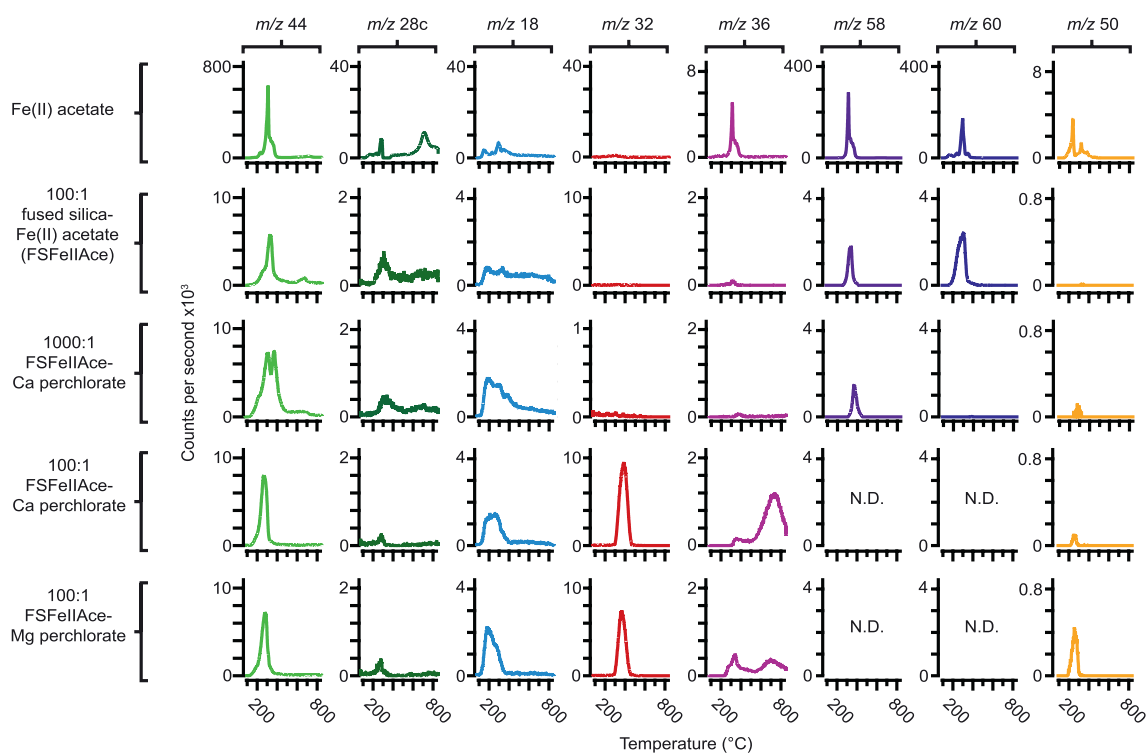 m/z 44 m/z 28c m/z 18 m/z 32 m/z 36 m/z 58 m/z 60 m/z 50
Fe(II) acetate
800 0 40 0 40 0 40 0 8 0 400 0 400 0 8 0
100:1
fused silica-
Fe(II) acetate
(FSFeIIAce)
10 0 2 0 4 0 10 0 2 0 4 0 4 0 0.8 0
Counts per second x10³
1000:1
FSFeIIAce-
Ca perchlorate
10 0 2 0 4 0 1 0 2 0 4 0 4 0 0.8 0
100:1
FSFeIIAce-
Ca perchlorate
10 0 2 0 4 0 10 0 2 0 4 N.D. 0 4 N.D. 0 0.8 0
100:1
FSFeIIAce-
Mg perchlorate
10 0 2 0 4 0 10 0 2 0 4 N.D. 0 4 N.D. 0 0.8 0
200 800 200 800 200 800 200 800 200 800 200 800 200 800 200 800
Temperature (°C)